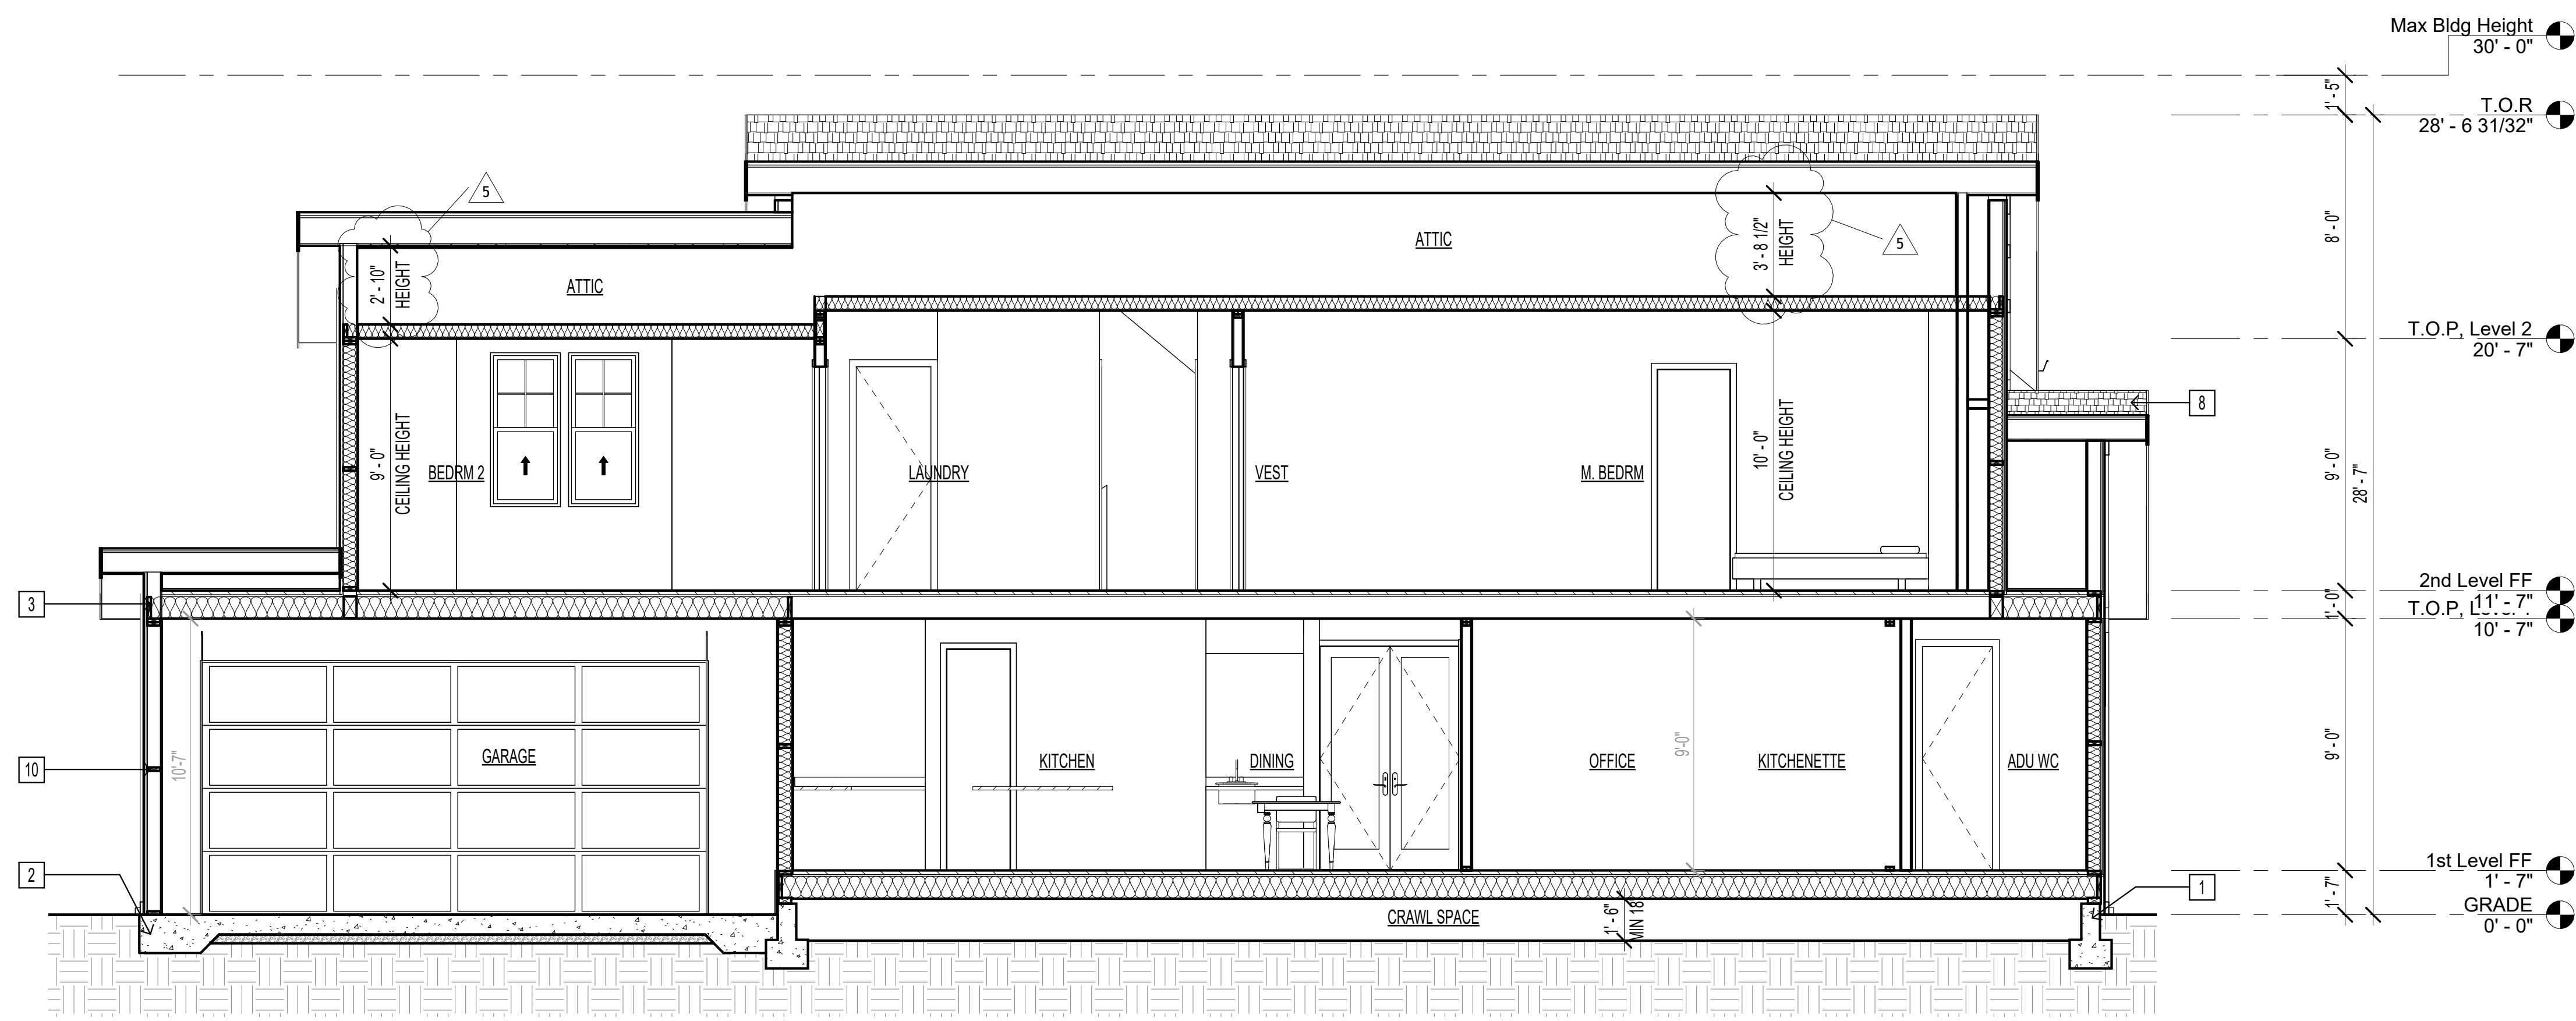 Max Bldg Height
30' - 0"
1' - 5"
T.O.R
28' - 6 31/32"
5
5
8' - 0"
3' - 8 1/2"
HEIGHT
ATTIC
2' - 10"
HEIGHT
ATTIC
T.O.P, Level 2
20' - 7"
8
9' - 0"
CEILING HEIGHT
BEDRM 2
LAUNDRY
VEST
M. BEDRM
10' - 0"
CEILING HEIGHT
9' - 0"
28' - 7"
3
2nd Level FF
11' - 7"
1' - 0"
T.O.P,
10' - 7"
10
10'-7"
GARAGE
KITCHEN
DINING
OFFICE
9'-0"
KITCHENETTE
ADU WC
9' - 0"
2
1
1st Level FF
1' - 7"
1' - 7"
GRADE
0' - 0"
CRAWL SPACE
1' - 6"
MIN 18"